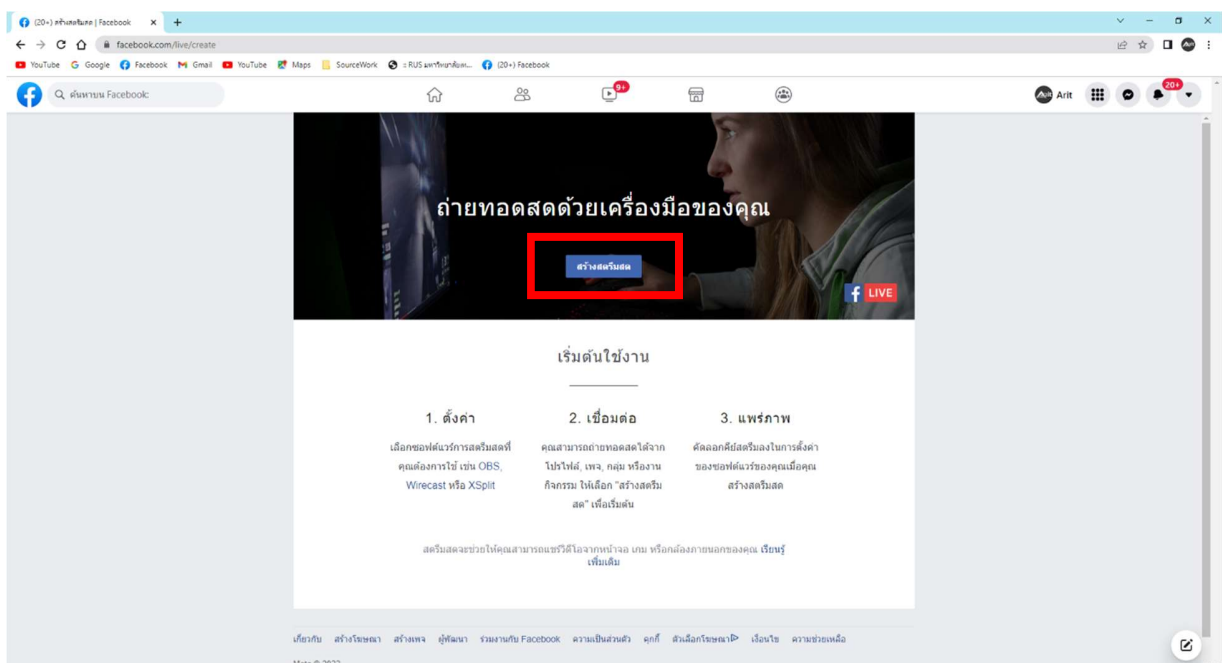 (20+) สร้างสตรีมสด | Facebook
facebook.com/live/create
YouTube Google Facebook Gmail YouTube Maps SourceWork (20+) Facebook
ค้นหาบน Facebook:
9+
Arit
20+
ถ่ายทอดสดด้วยเครื่องมือของคุณ
สร้างสตรีมสด
f LIVE
เริ่มต้นใช้งาน
1. ตั้งค่า
เลือกซอฟต์แวร์การสตรีมสดที่
คุณต้องการใช้ เช่น OBS,
Wirecast หรือ XSplit
2. เชื่อมต่อ
คุณสามารถถ่ายทอดสดได้จาก
โปรไฟล์, เพจ, กลุ่ม หรืองาน
กิจกรรม ให้เลือก "สร้างสตรีม
สด" เพื่อเริ่มต้น
3. แพร่ภาพ
คัดลอกคีย์สตรีมลงในการตั้งค่า
ของซอฟต์แวร์ของคุณเมื่อคุณ
สร้างสตรีมสด
สตรีมสดจะช่วยให้คุณสามารถแชร์วิดีโอจากหน้าจอ เกม หรือกล้องภายนอกของคุณ เรียนรู้
เพิ่มเติม
เกี่ยวกับ สร้างโฆษณา สร้างเพจ ผู้พัฒนา ร่วมงานกับ Facebook ความเป็นส่วนตัว คุกกี้ ตัวเลือกโฆษณา เงื่อนไข ความช่วยเหลือ